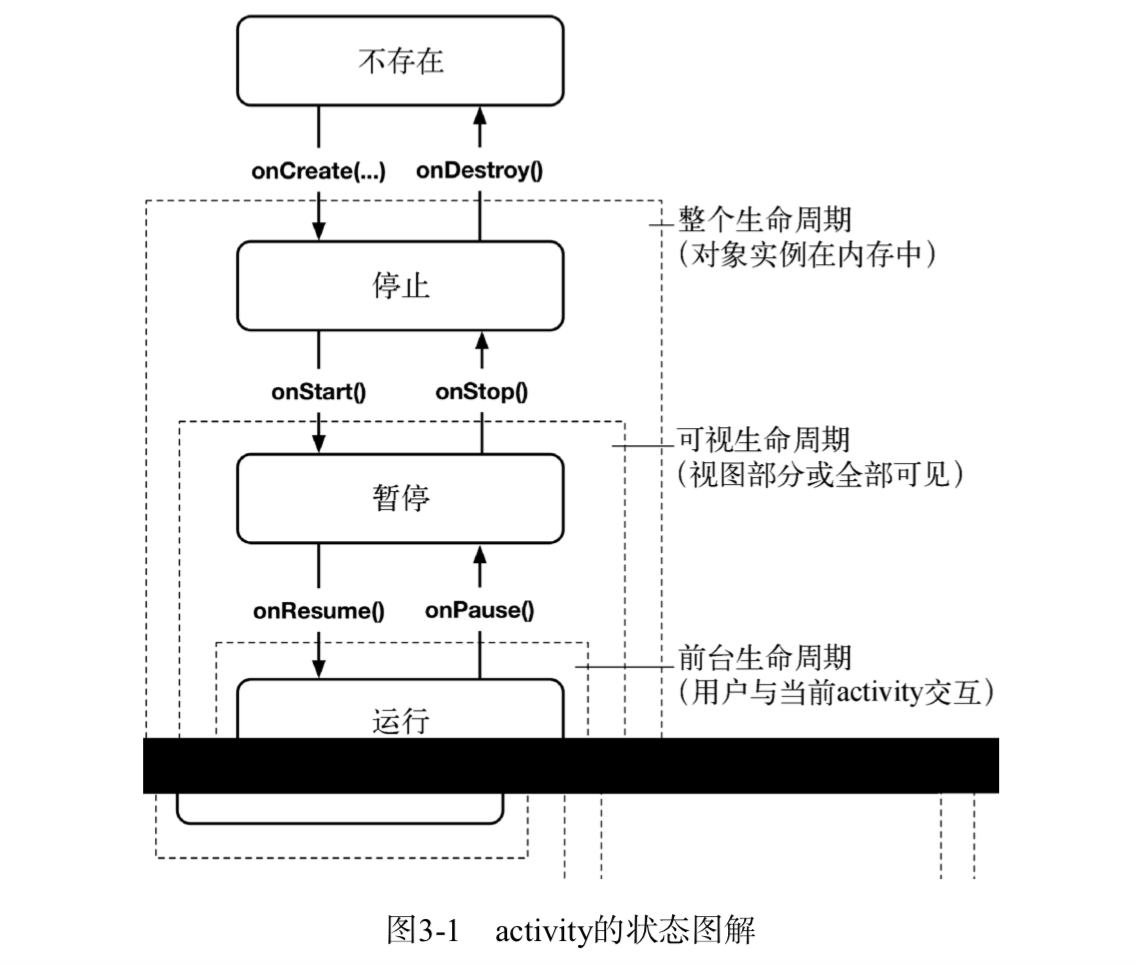 不存在
onCreate(...) onDestroy()
整个生命周期
（对象实例在内存中）
停止
onStart() onStop()
可视生命周期
（视图部分或全部可见）
暂停
onResume() onPause()
前台生命周期
（用户与当前activity交互）
运行
图3-1 activity的状态图解